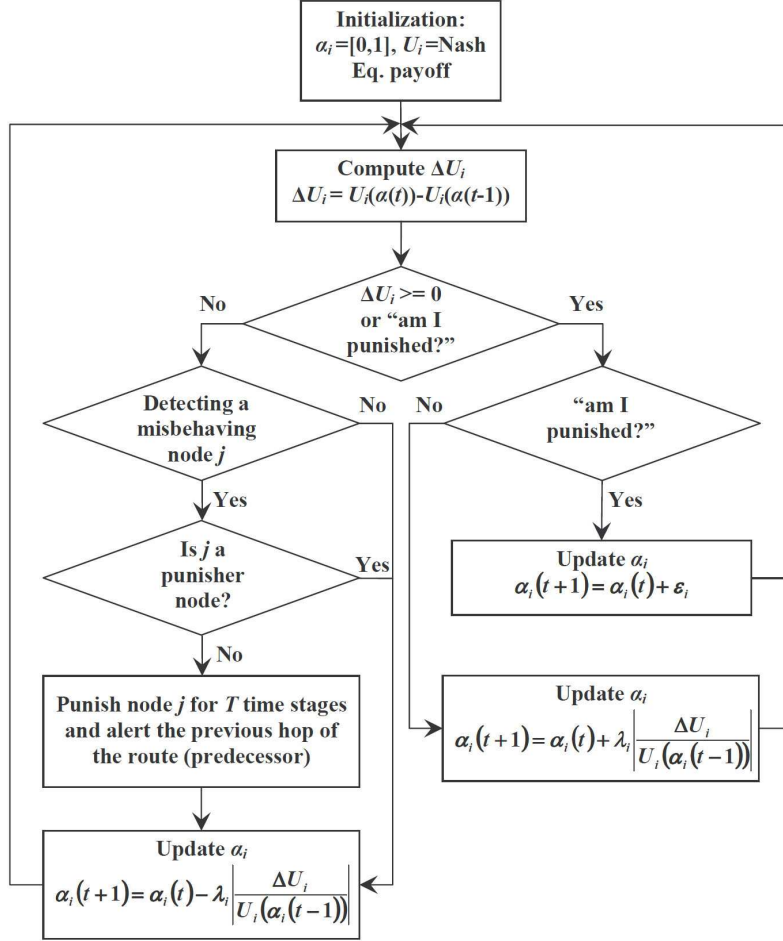 Initialization:
αᵢ=[0,1], Uᵢ=Nash
Eq. payoff
Compute ΔUᵢ
ΔUᵢ = Uᵢ(α(t))-Uᵢ(α(t-1))
ΔUᵢ >= 0
or “am I
punished?”
No
Yes
Detecting a
misbehaving
node j
No
Yes
“am I
punished?”
No
Yes
Is j a
punisher
node?
Yes
No
Update αᵢ
αᵢ(t+1)=αᵢ(t)+εᵢ
Punish node j for T time stages
and alert the previous hop of
the route (predecessor)
Update αᵢ
αᵢ(t+1)=αᵢ(t)+λᵢ|ΔUᵢ/Uᵢ(αᵢ(t−1))|
Update αᵢ
αᵢ(t+1)=αᵢ(t)−λᵢ|ΔUᵢ/Uᵢ(αᵢ(t−1))|